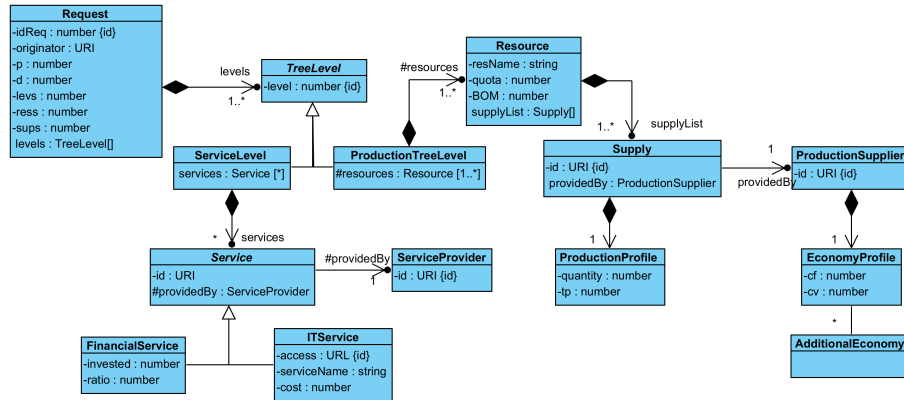 Request
-idReq : number {id}
-originator : URI
-p : number
-d : number
-levs : number
-ress : number
-sups : number
levels : TreeLevel[]
levels
1..*
TreeLevel
-level : number {id}
#resources
1..*
Resource
-resName : string
-quota : number
-BOM : number
supplyList : Supply[]
1..*
supplyList
ServiceLevel
services : Service [*]
ProductionTreeLevel
#resources : Resource [1..*]
Supply
-id : URI {id}
providedBy : ProductionSupplier
1
providedBy
ProductionSupplier
-id : URI {id}
*
services
Service
-id : URI
#providedBy : ServiceProvider
#providedBy
1
ServiceProvider
-id : URI {id}
1
ProductionProfile
-quantity : number
-tp : number
1
EconomyProfile
-cf : number
-cv : number
*
AdditionalEconomy
FinancialService
-invested : number
-ratio : number
ITService
-access : URL {id}
-serviceName : string
-cost : number